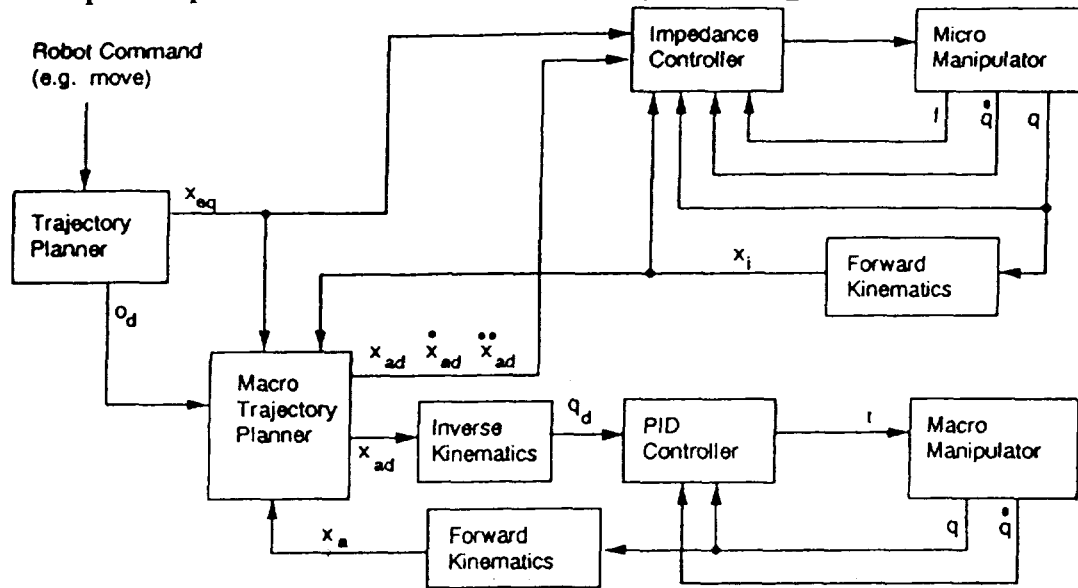 Robot Command
(e.g. move)
Impedance
Controller
Micro
Manipulator
f
q̇
q
x_eq
Trajectory
Planner
x_i
Forward
Kinematics
o_d
x_ad ẋ_ad ẍ_ad
Macro
Trajectory
Planner
x_ad
Inverse
Kinematics
q_d
PID
Controller
Macro
Manipulator
x_a
Forward
Kinematics
q
q̇